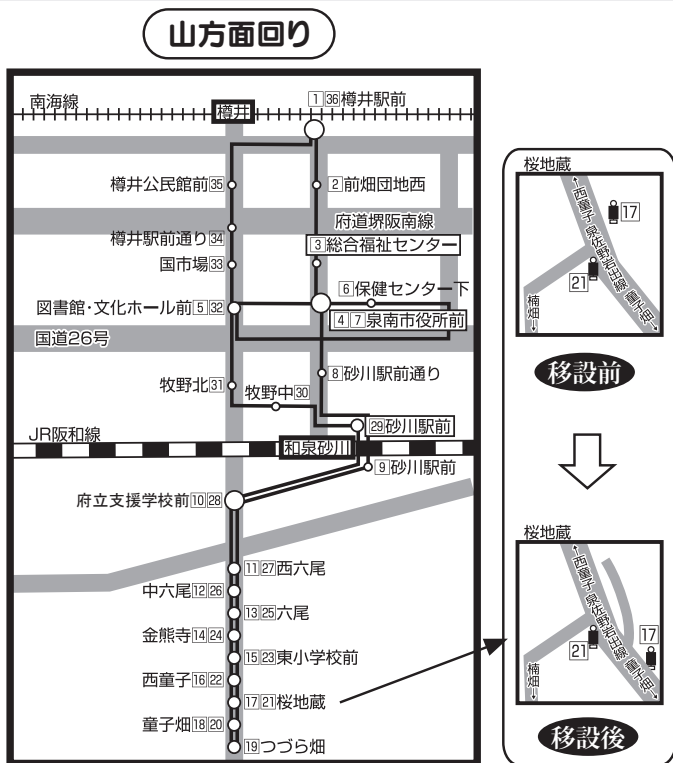 山方面回り
南海線
樽井
1 36 樽井駅前
樽井公民館前 35
2 前畑団地西
府道堺阪南線
樽井駅前通り 34
3 総合福祉センター
国市場 33
6 保健センター下
図書館・文化ホール前 5 32
4 7 泉南市役所前
国道26号
8 砂川駅前通り
牧野北 31
牧野中 30
29 砂川駅前
JR阪和線
和泉砂川
9 砂川駅前
府立支援学校前 10 28
11 27 西六尾
中六尾 12 26
13 25 六尾
金熊寺 14 24
15 23 東小学校前
西童子 16 22
17 21 桜地蔵
童子畑 18 20
19 つづら畑
桜地蔵
←西童子
泉佐野岩出線
童子畑→
17
21
楠畑→
移設前
桜地蔵
←西童子
泉佐野岩出線
童子畑→
17
21
楠畑→
移設後